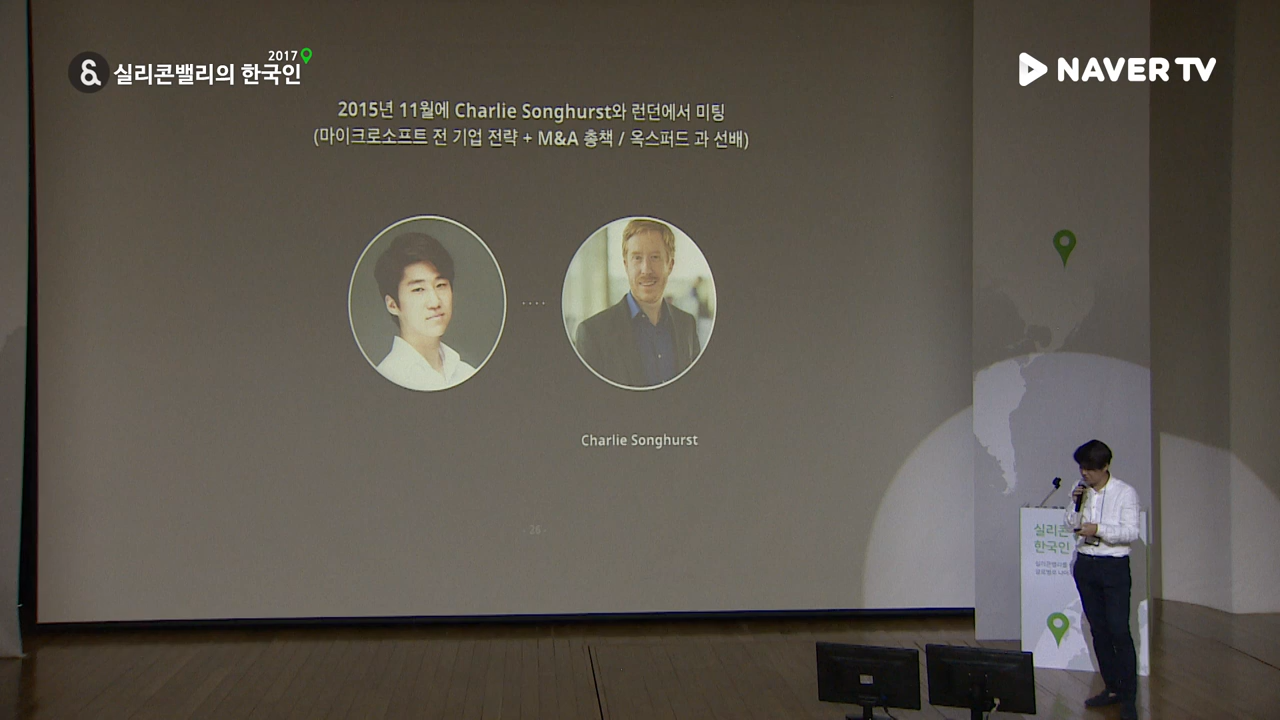 2017
실리콘밸리의 한국인
NAVER TV
2015년 11월에 Charlie Songhurst와 런던에서 미팅
(마이크로소프트 전 기업 전략 + M&A 총책 / 옥스퍼드 과 선배)
Charlie Songhurst
- 26 -
실리콘
한국인